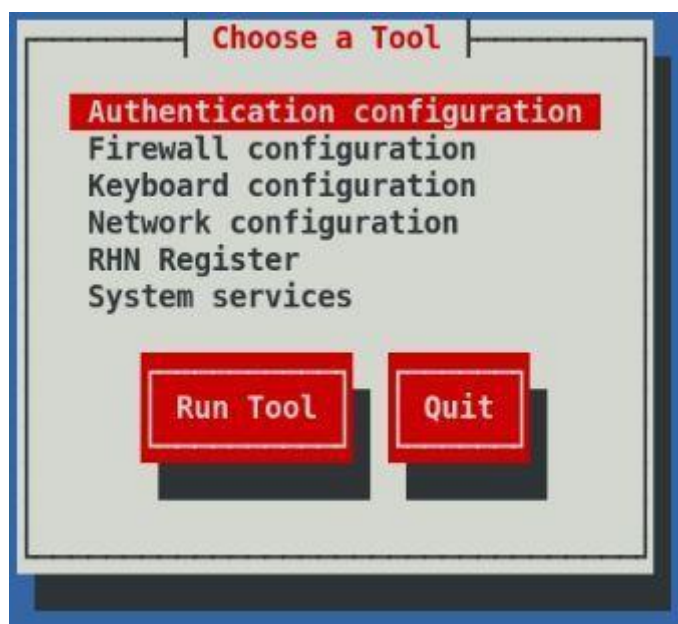 Choose a Tool
Authentication configuration
Firewall configuration
Keyboard configuration
Network configuration
RHN Register
System services
Run Tool Quit